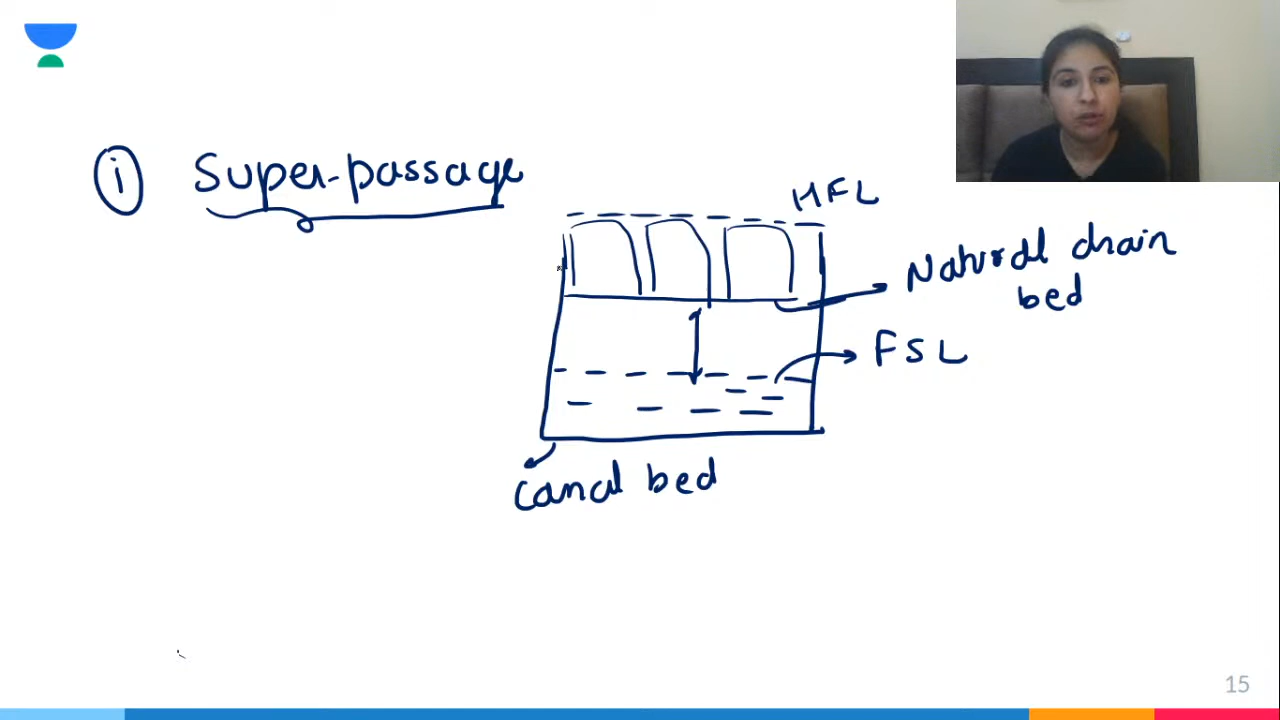 i Super-passage
HFL
Natural drain
bed
FSL
Canal bed
15